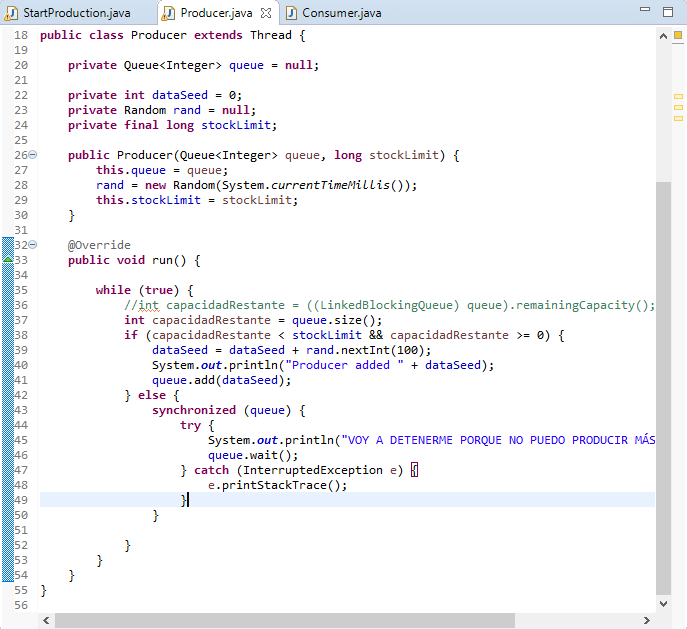 StartProduction.java Producer.java Consumer.java
18 public class Producer extends Thread {
19
20 private Queue<Integer> queue = null;
21
22 private int dataSeed = 0;
23 private Random rand = null;
24 private final long stockLimit;
25
26 public Producer(Queue<Integer> queue, long stockLimit) {
27 this.queue = queue;
28 rand = new Random(System.currentTimeMillis());
29 this.stockLimit = stockLimit;
30 }
31
32 @Override
33 public void run() {
34
35 while (true) {
36 //int capacidadRestante = ((LinkedBlockingQueue) queue).remainingCapacity();
37 int capacidadRestante = queue.size();
38 if (capacidadRestante < stockLimit && capacidadRestante >= 0) {
39 dataSeed = dataSeed + rand.nextInt(100);
40 System.out.println("Producer added " + dataSeed);
41 queue.add(dataSeed);
42 } else {
43 synchronized (queue) {
44 try {
45 System.out.println("VOY A DETENERME PORQUE NO PUEDO PRODUCIR MÁS
46 queue.wait();
47 } catch (InterruptedException e) {
48 e.printStackTrace();
49 }
50 }
51
52 }
53 }
54 }
55 }
56